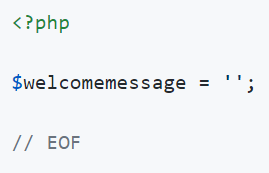 <?php
$welcomemessage = '';
// EOF